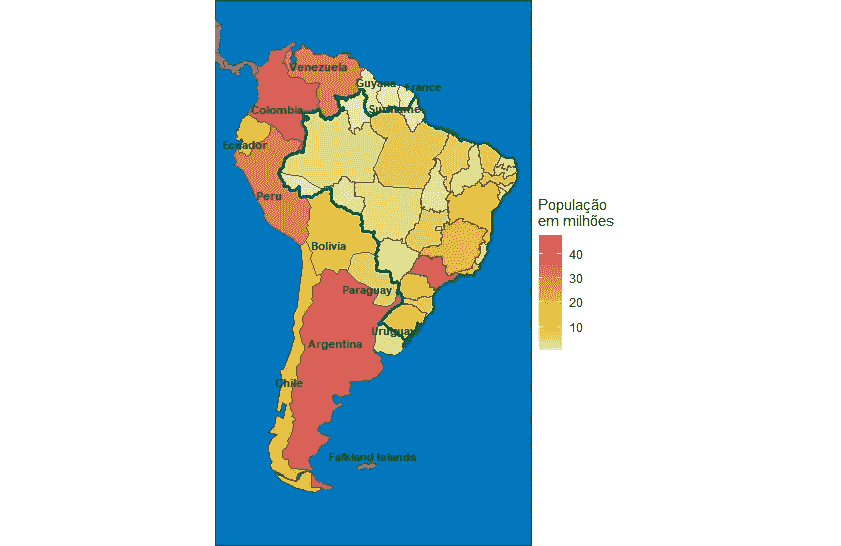 Venezuela
Guyana
France
Suriname
Colombia
Ecuador
Peru
Bolivia
Paraguay
Uruguay
Argentina
Chile
Falkland Islands
População
em milhões
40
30
20
10